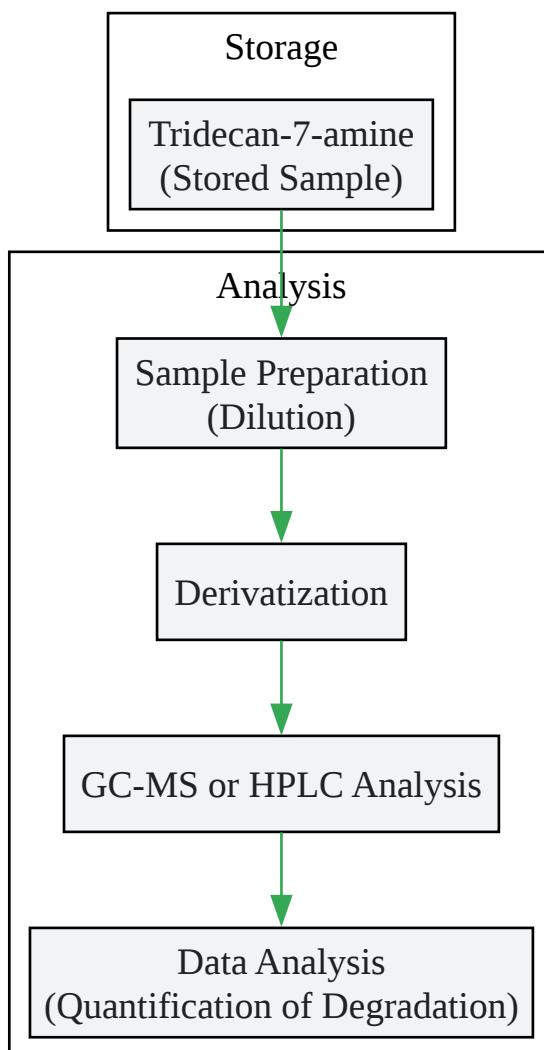 Storage
Tridecan-7-amine
(Stored Sample)
Analysis
Sample Preparation
(Dilution)
Derivatization
GC-MS or HPLC Analysis
Data Analysis
(Quantification of Degradation)